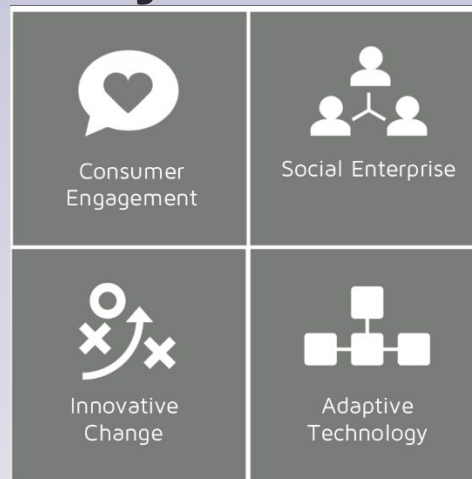 Consumer
Engagement
Social Enterprise
Innovative
Change
Adaptive
Technology